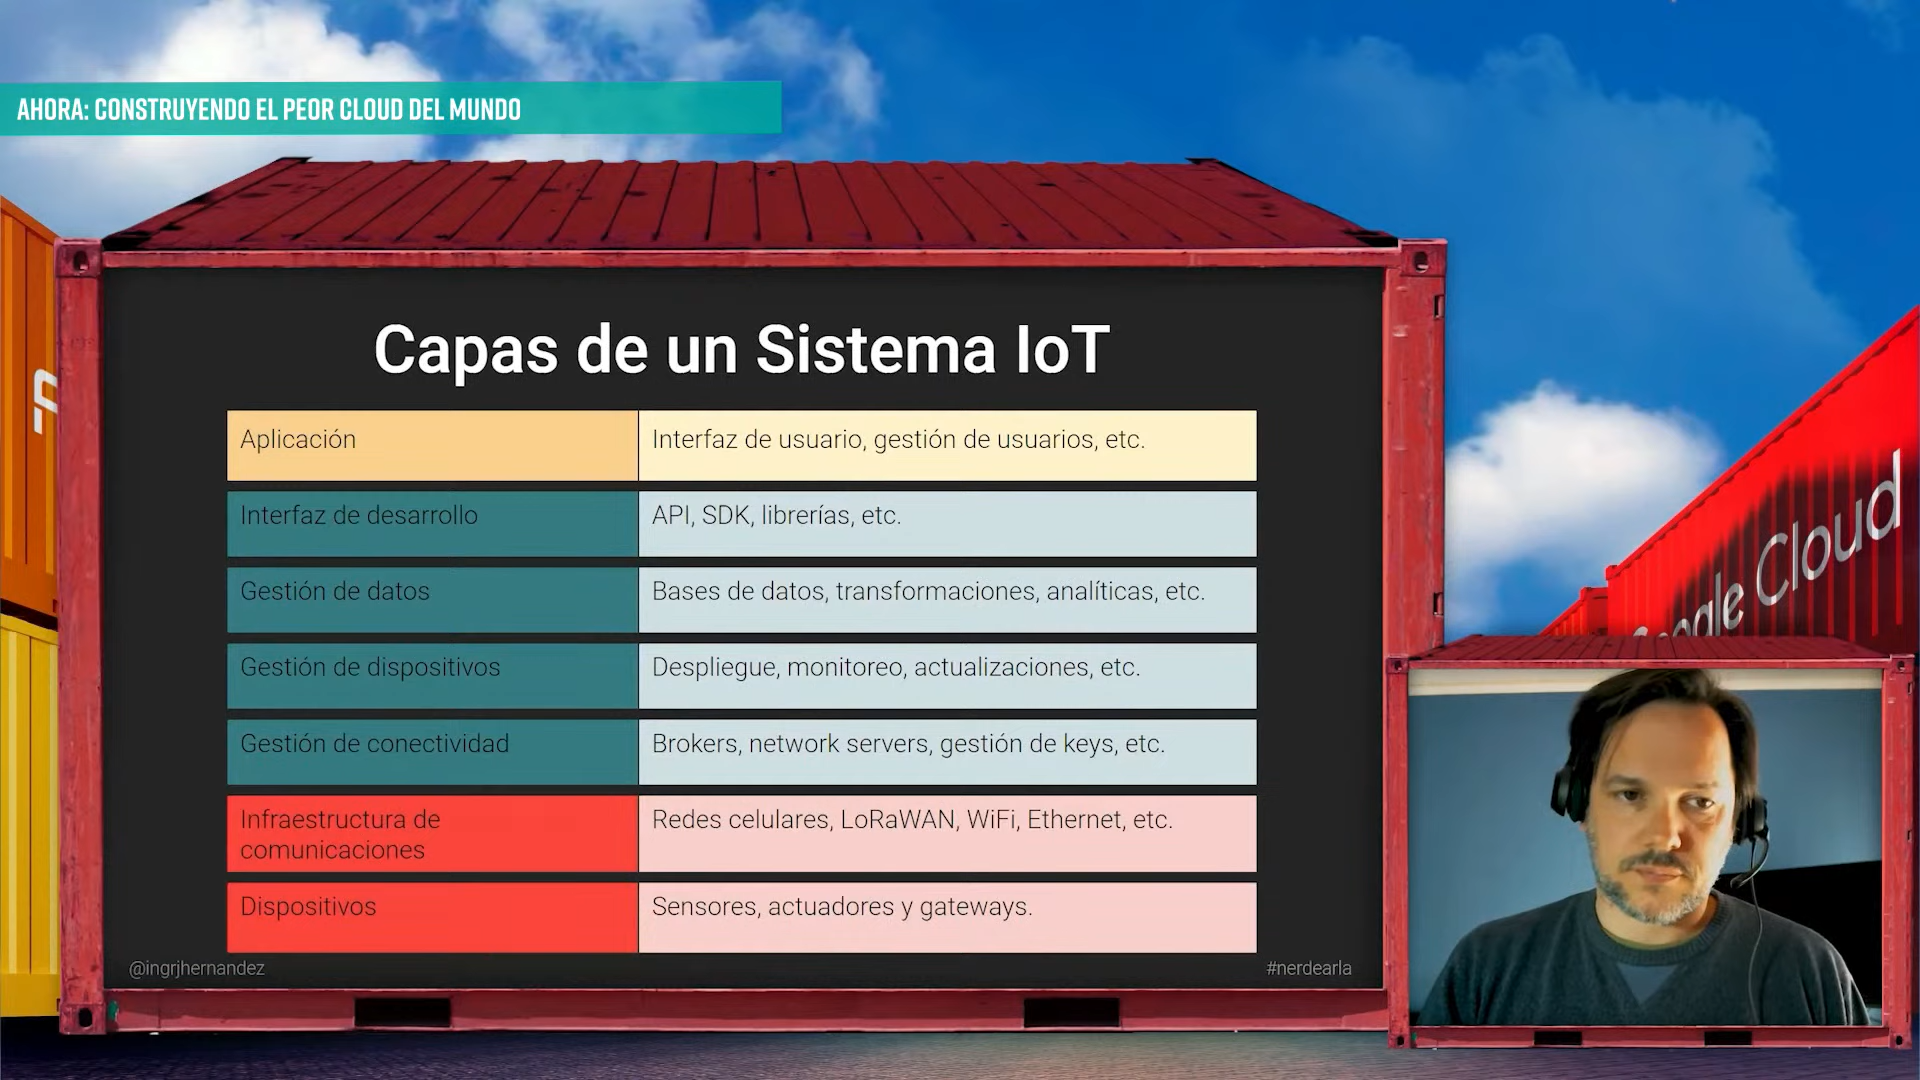 AHORA: CONSTRUYENDO EL PEOR CLOUD DEL MUNDO
Capas de un Sistema IoT
Aplicación
Interfaz de usuario, gestión de usuarios, etc.
Interfaz de desarrollo
API, SDK, librerías, etc.
Gestión de datos
Bases de datos, transformaciones, analíticas, etc.
Gestión de dispositivos
Despliegue, monitoreo, actualizaciones, etc.
Gestión de conectividad
Brokers, network servers, gestión de keys, etc.
Infraestructura de
comunicaciones
Redes celulares, LoRaWAN, WiFi, Ethernet, etc.
Dispositivos
Sensores, actuadores y gateways.
@ingrjhernandez
#nerdearla
Google Cloud